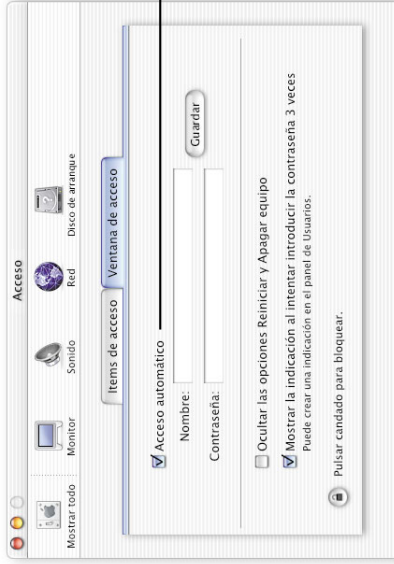 Acceso
Mostrar todo
Monitor
Sonido
Red
Disco de arranque
Items de acceso
Ventana de acceso
Acceso automático
Nombre:
Contraseña:
Guardar
Ocultar las opciones Reiniciar y Apagar equipo
Mostrar la indicación al intentar introducir la contraseña 3 veces
Puede crear una indicación en el panel de Usuarios.
Pulsar candado para bloquear.